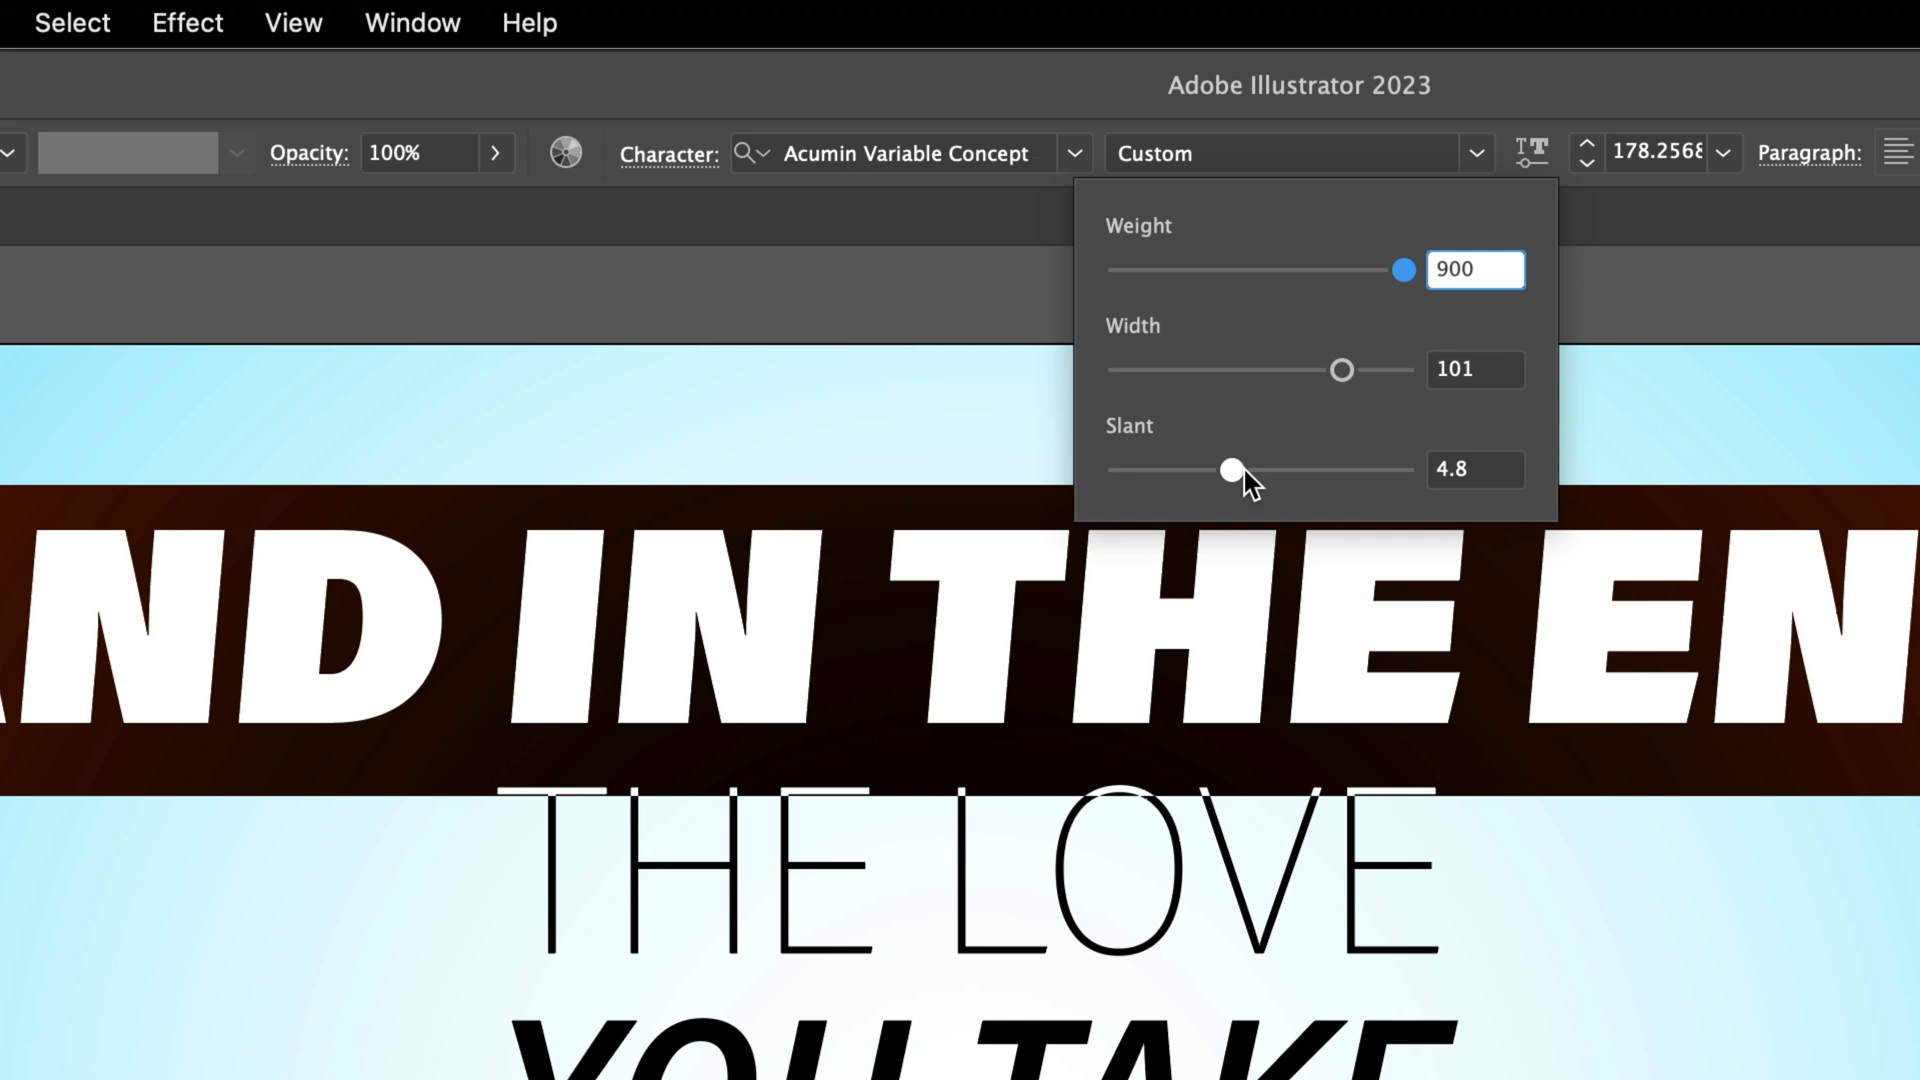 Select Effect View Window Help
Adobe Illustrator 2023
Opacity: 100% Character: Acumin Variable Concept Custom 178.2568 Paragraph:
Weight
900
Width
101
Slant
4.8
AND IN THE EN
THE LOVE
YOU TAKE